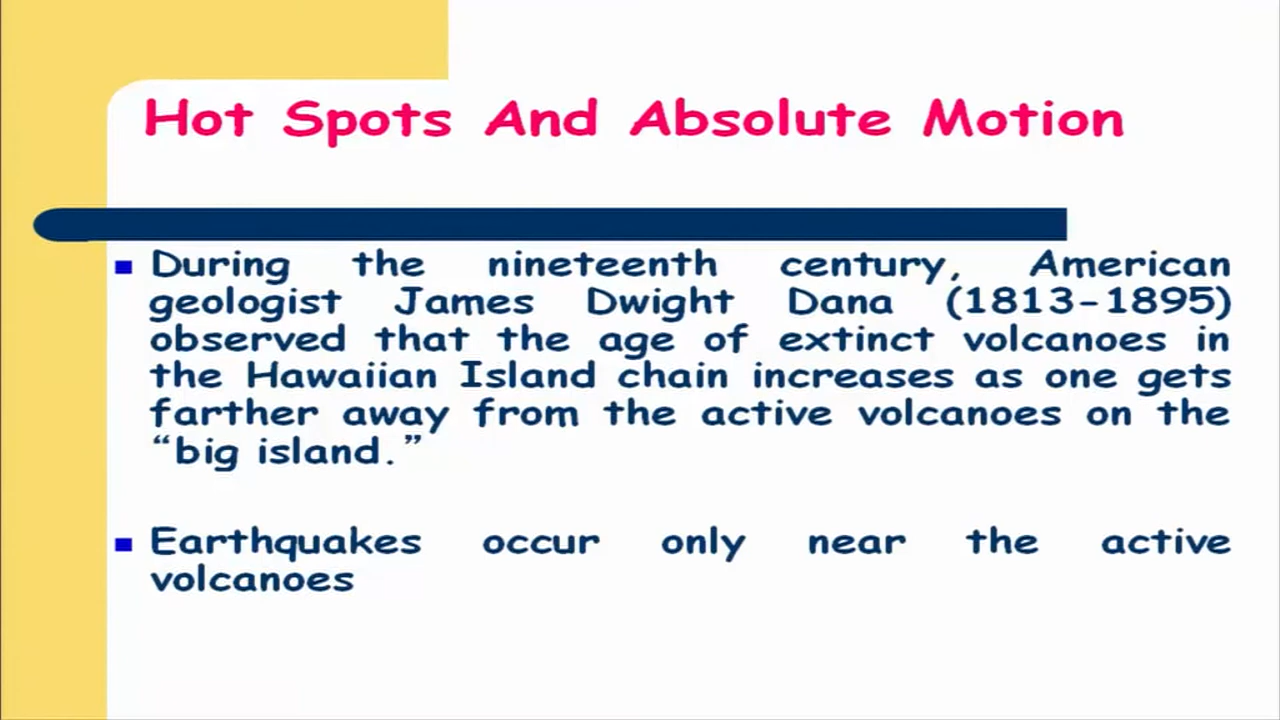 Hot Spots And Absolute Motion
During the nineteenth century, American
geologist James Dwight Dana (1813-1895)
observed that the age of extinct volcanoes in
the Hawaiian Island chain increases as one gets
farther away from the active volcanoes on the
“big island.”
Earthquakes occur only near the active
volcanoes